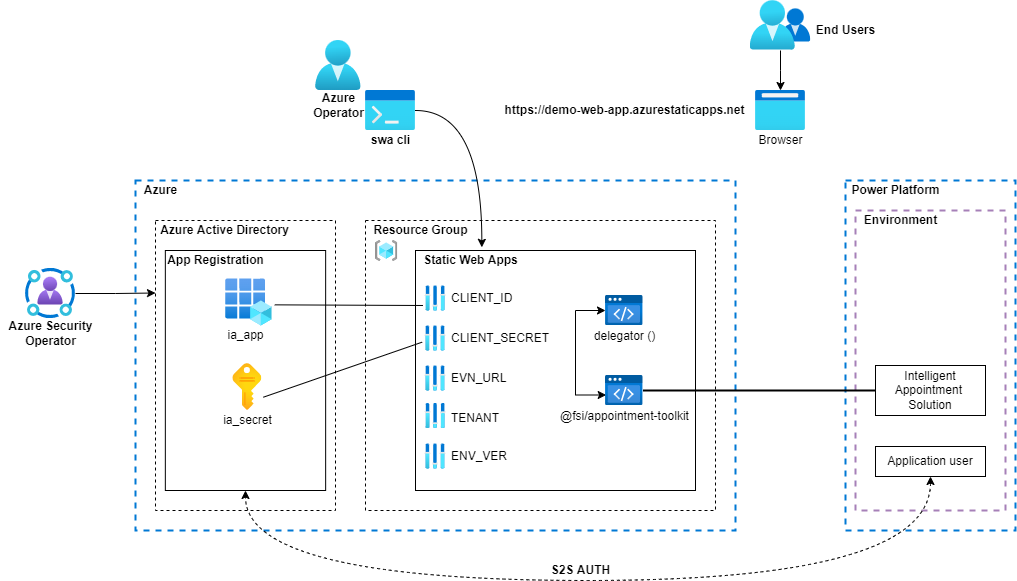 End Users
Azure
Operator
https://demo-web-app.azurestaticapps.net
swa cli
Browser
Azure
Power Platform
Azure Active Directory
Resource Group
Environment
App Registration
Static Web Apps
CLIENT_ID
ia_app
CLIENT_SECRET
delegator ()
Azure Security
Operator
EVN_URL
Intelligent
Appointment
Solution
ia_secret
TENANT
@fsi/appointment-toolkit
ENV_VER
Application user
S2S AUTH